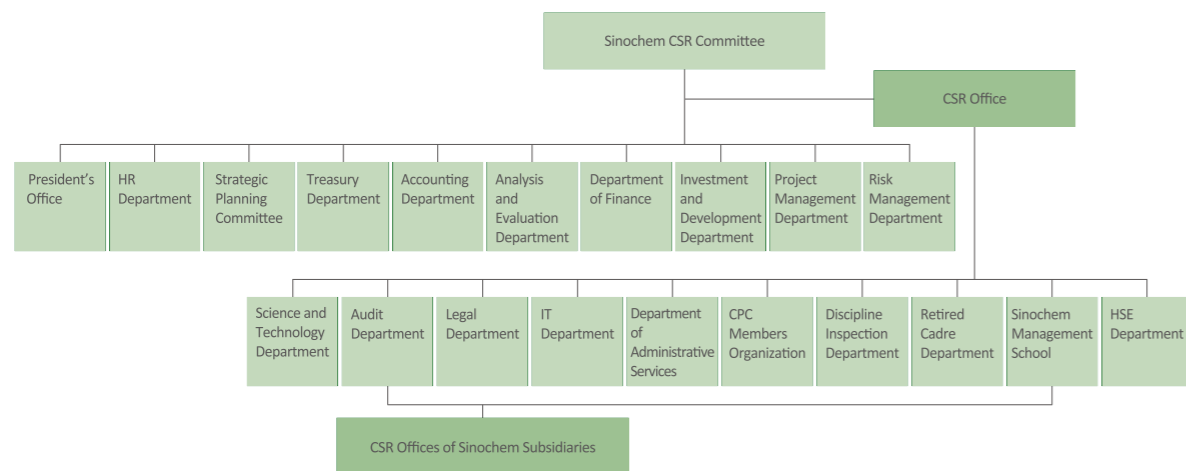 Sinochem CSR Committee
CSR Office
President's
Office
HR
Department
Strategic
Planning
Committee
Treasury
Department
Accounting
Department
Analysis
and
Evaluation
Department
Department
of Finance
Investment
and
Development
Department
Project
Management
Department
Risk
Management
Department
Science and
Technology
Department
Audit
Department
Legal
Department
IT
Department
Department
of
Administrative
Services
CPC
Members
Organization
Discipline
Inspection
Department
Retired
Cadre
Department
Sinochem
Management
School
HSE
Department
CSR Offices of Sinochem Subsidiaries